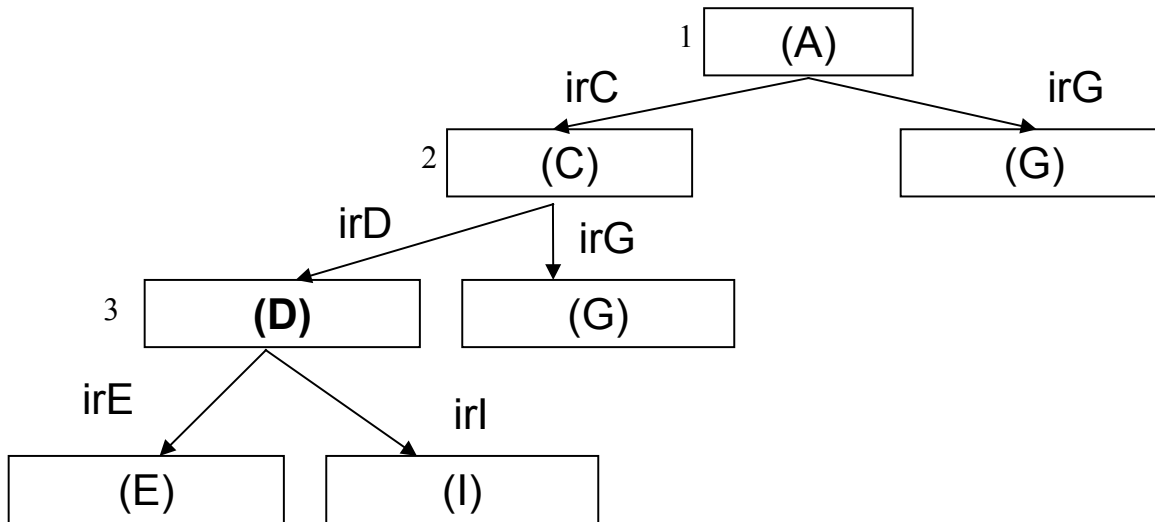 1 (A)
irC irG
2 (C) (G)
irD irG
3 (D) (G)
irE irI
(E) (I)